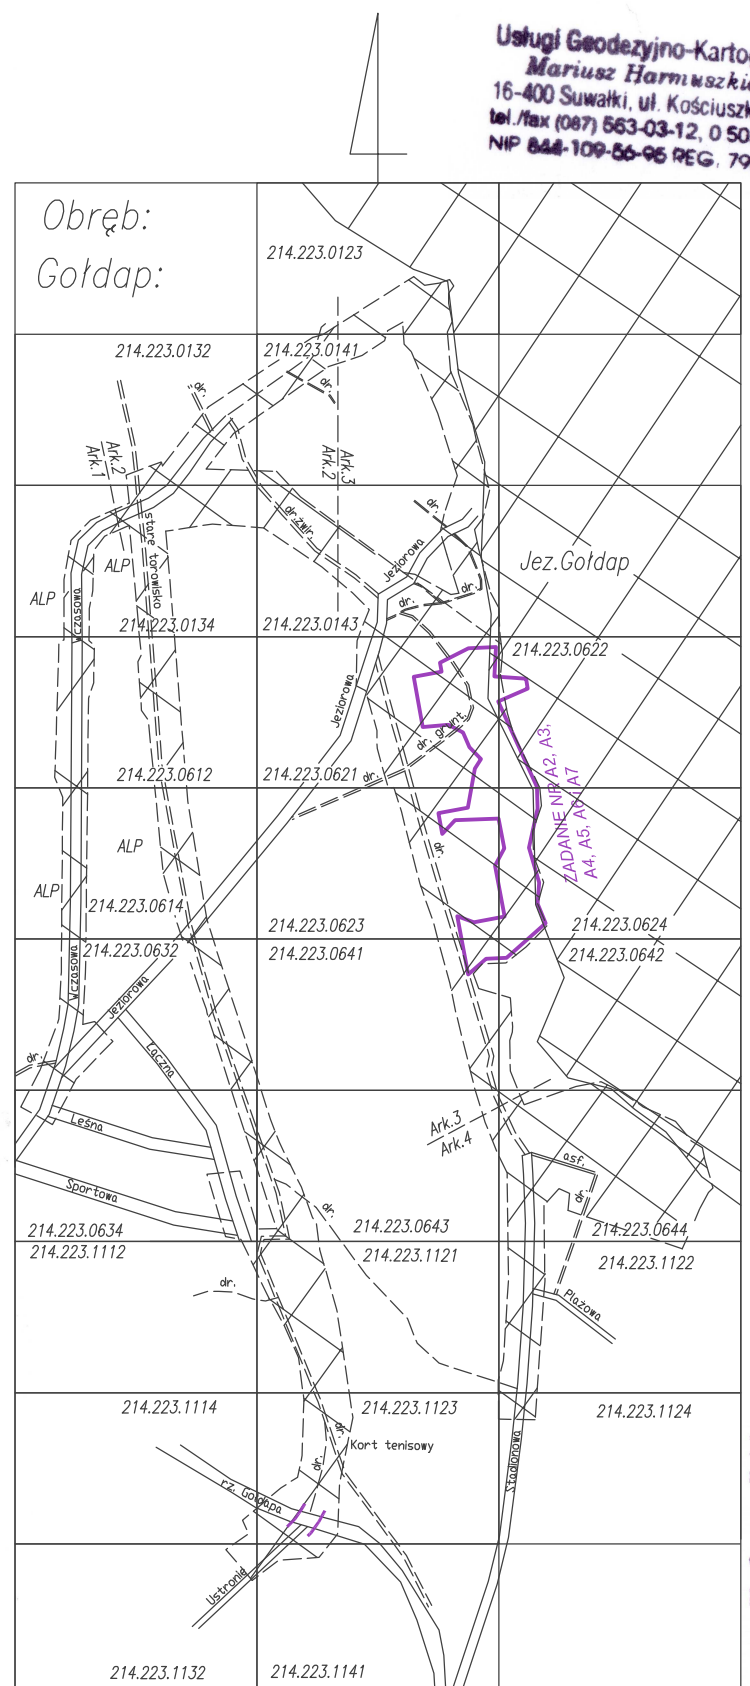 Usługi Geodezyjno-Karto
Mariusz Harmuszki
16-400 Suwałki, ul. Kościuszk
tel./fax (087) 563-03-12, 0 50
NIP 844-109-56-95 REG. 79
Obręb:
Gołdap:
214.223.0123
214.223.0132
214.223.0141
dr.
dr.
Ark.2
Ark.1
Ark.3
Ark.2
dr.
dr.żwir.
stare torowisko
Jeziorowa
Jez.Gołdap
ALP
ALP
Wczasowa
dr.
dr.
214.223.0134
214.223.0143
214.223.0622
Jeziorowa
dr. grunt.
dr.
ZADANIE NR A2, A3,
A4, A5, A6 i A7
214.223.0612
214.223.0621
ALP
dr.
ALP
214.223.0614
214.223.0623
214.223.0624
214.223.0632
214.223.0641
214.223.0642
Wczasowa
Jeziorowa
dr.
Łączna
Leśna
Ark.3
Ark.4
asf.
dr.
Sportowa
dr.
214.223.0634
214.223.0643
214.223.0644
214.223.1112
214.223.1121
214.223.1122
dr.
Plażowa
214.223.1114
214.223.1123
214.223.1124
dr.
Kort tenisowy
dr.
Stadionowa
rz. Gołdapa
Ustronie
214.223.1132
214.223.1141